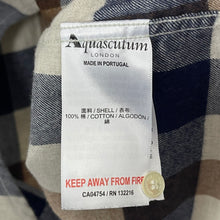 Aquascutum
LONDON
MADE IN PORTUGAL
面料 / SHELL / 表布
100% 棉 / COTTON / ALGODON
KEEP AWAY FROM FIRE
CA04754 / RN 132216